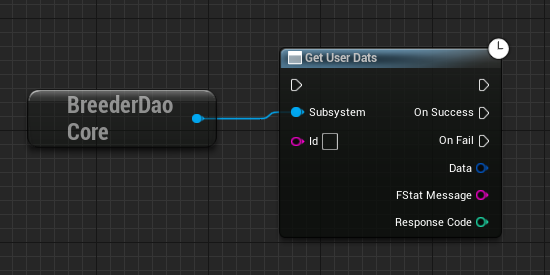 Get User Dats
BreederDao
Core
Subsystem
On Success
Id
On Fail
Data
FStat Message
Response Code